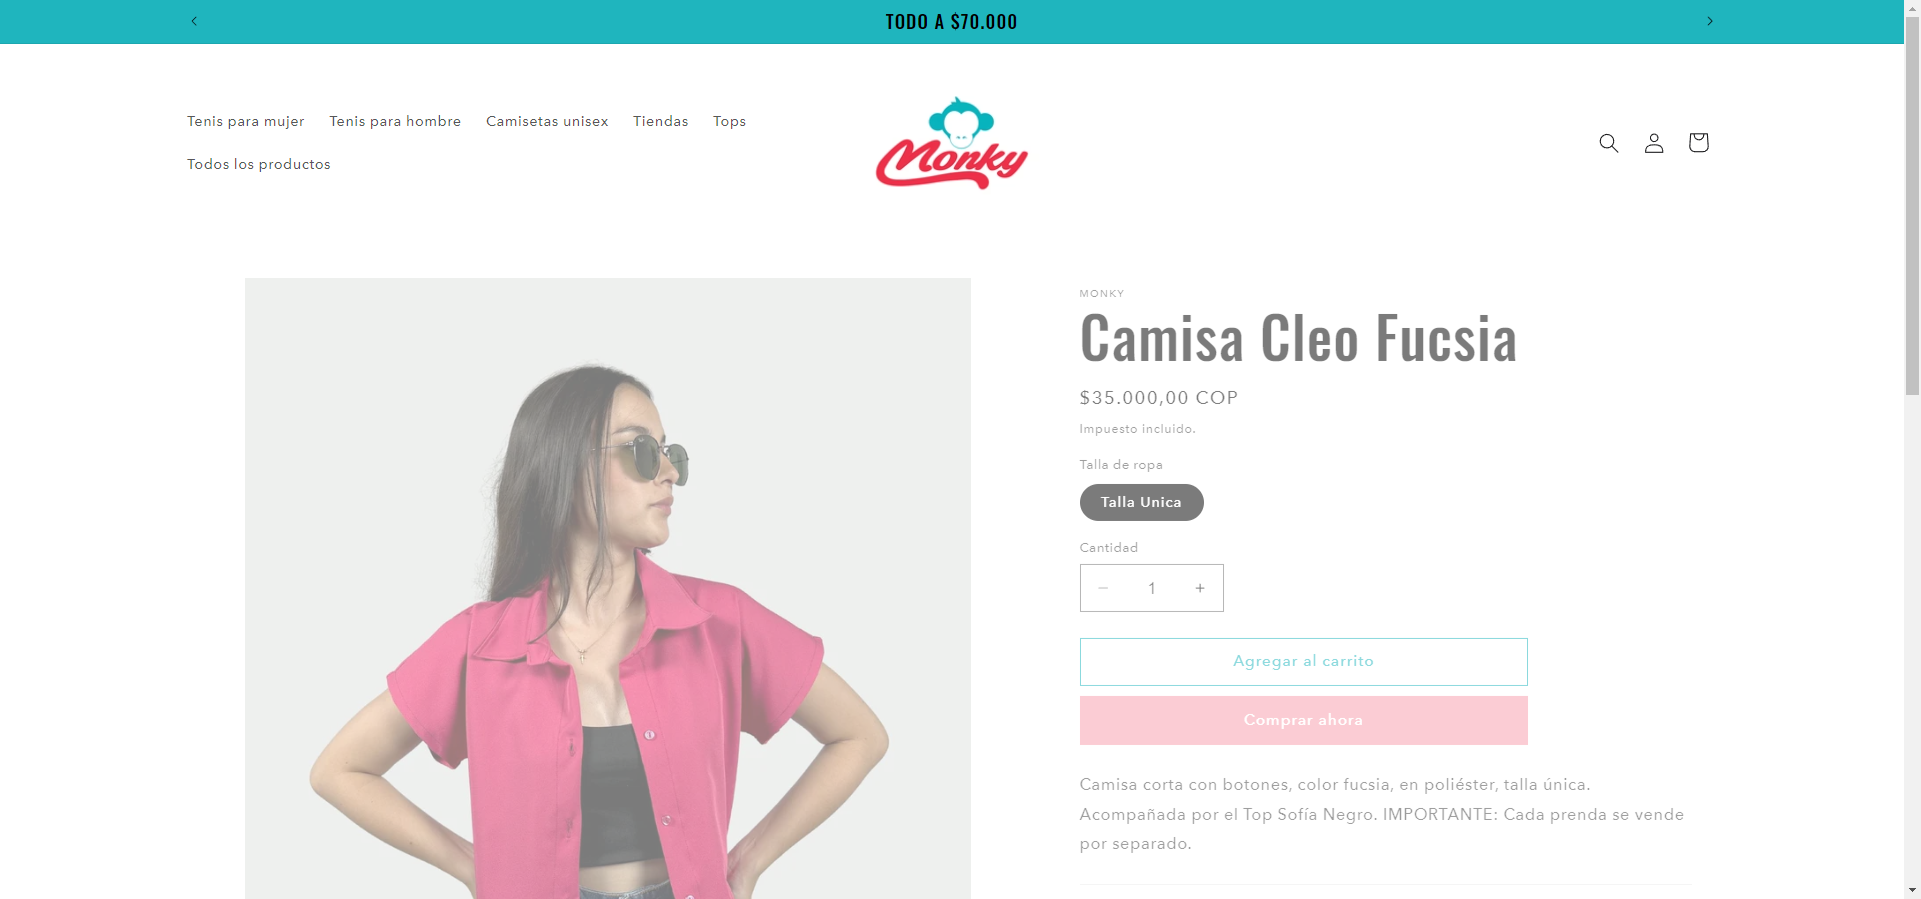 TODO A $70.000
Tenis para mujer Tenis para hombre Camisetas unisex Tiendas Tops
Todos los productos
Monky
MONKY
Camisa Cleo Fucsia
$35.000,00 COP
Impuesto incluido.
Talla de ropa
Talla Unica
Cantidad
1
Agregar al carrito
Comprar ahora
Camisa corta con botones, color fucsia, en poliéster, talla única.
Acompañada por el Top Sofía Negro. IMPORTANTE: Cada prenda se vende
por separado.